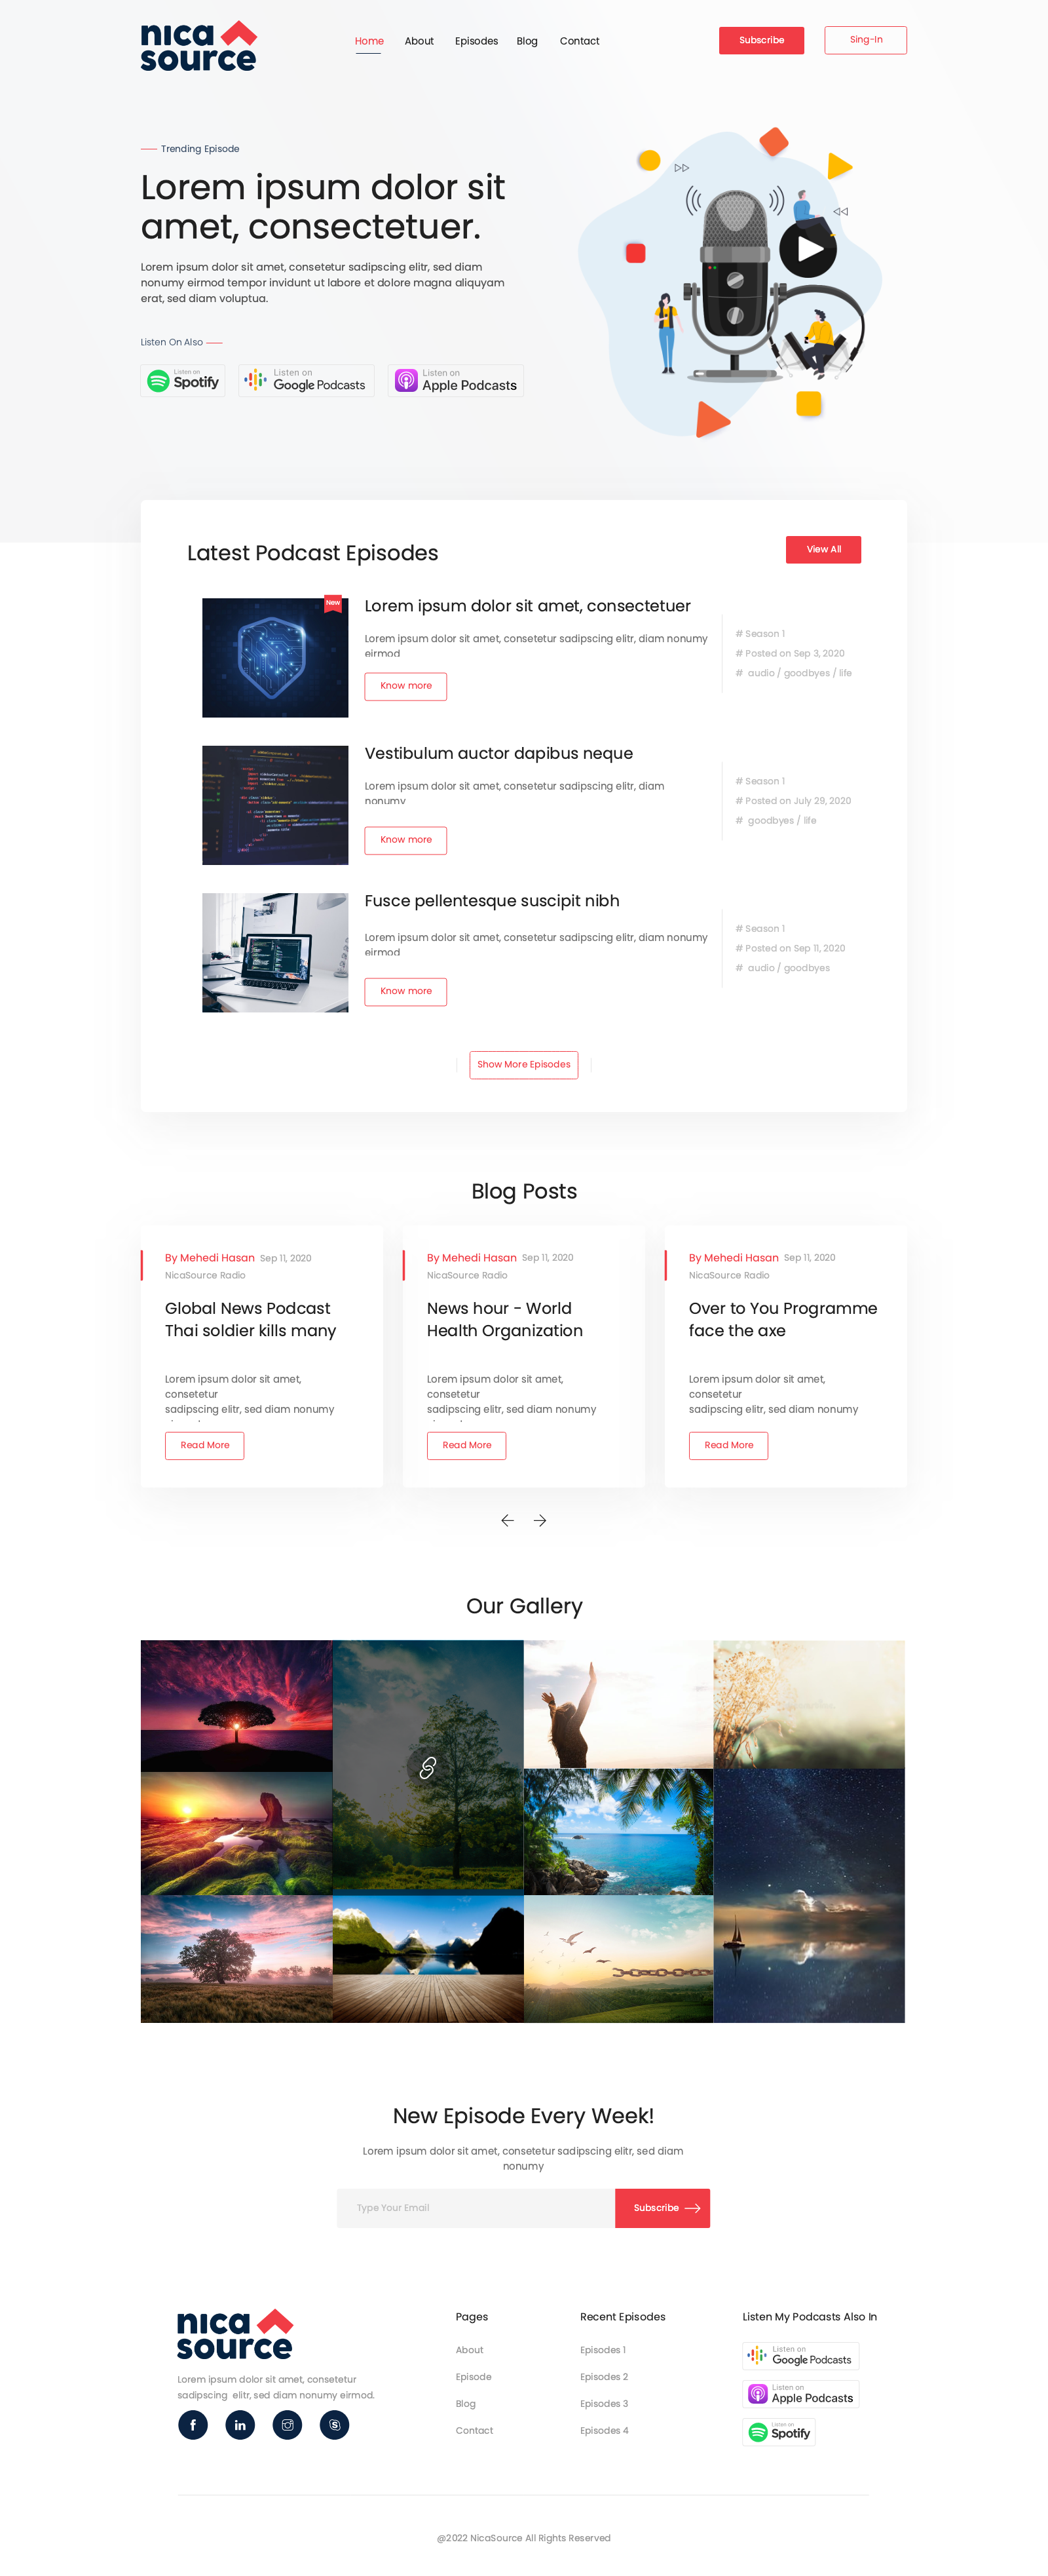 nica
source
Home
About
Episodes
Blog
Contact
Subscribe
Sing-In
Trending Episode
Lorem ipsum dolor sit
amet, consectetuer.
Lorem ipsum dolor sit amet, consetetur sadipscing elitr, sed diam
nonumy eirmod tempor invidunt ut labore et dolore magna aliquyam
erat, sed diam voluptua.
Listen On Also
Listen on
Spotify
Listen on
Google Podcasts
Listen on
Apple Podcasts
Latest Podcast Episodes
View All
New
Lorem ipsum dolor sit amet, consectetuer
Lorem ipsum dolor sit amet, consetetur sadipscing elitr, diam nonumy
eirmod
Know more
# Season 1
# Posted on Sep 3, 2020
# audio / goodbyes / life
Vestibulum auctor dapibus neque
Lorem ipsum dolor sit amet, consetetur sadipscing elitr, diam
nonumy
Know more
# Season 1
# Posted on July 29, 2020
# goodbyes / life
Fusce pellentesque suscipit nibh
Lorem ipsum dolor sit amet, consetetur sadipscing elitr, diam nonumy
eirmod
Know more
# Season 1
# Posted on Sep 11, 2020
# audio / goodbyes
Show More Episodes
Blog Posts
By Mehedi Hasan Sep 11, 2020
NicaSource Radio
Global News Podcast
Thai soldier kills many
Lorem ipsum dolor sit amet,
consetetur
sadipscing elitr, sed diam nonumy
Read More
By Mehedi Hasan Sep 11, 2020
NicaSource Radio
News hour - World
Health Organization
Lorem ipsum dolor sit amet,
consetetur
sadipscing elitr, sed diam nonumy
Read More
By Mehedi Hasan Sep 11, 2020
NicaSource Radio
Over to You Programme
face the axe
Lorem ipsum dolor sit amet,
consetetur
sadipscing elitr, sed diam nonumy
Read More
Our Gallery
New Episode Every Week!
Lorem ipsum dolor sit amet, consetetur sadipscing elitr, sed diam
nonumy
Type Your Email
Subscribe
nica
source
Lorem ipsum dolor sit amet, consetetur
sadipscing elitr, sed diam nonumy eirmod.
Pages
About
Episode
Blog
Contact
Recent Episodes
Episodes 1
Episodes 2
Episodes 3
Episodes 4
Listen My Podcasts Also In
Listen on
Google Podcasts
Listen on
Apple Podcasts
Listen on
Spotify
@2022 NicaSource All Rights Reserved